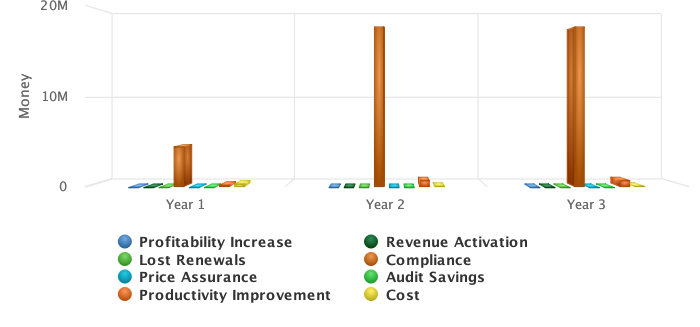 20M
10M
0
Money
Year 1
Year 2
Year 3
Profitability Increase
Revenue Activation
Lost Renewals
Compliance
Price Assurance
Audit Savings
Productivity Improvement
Cost